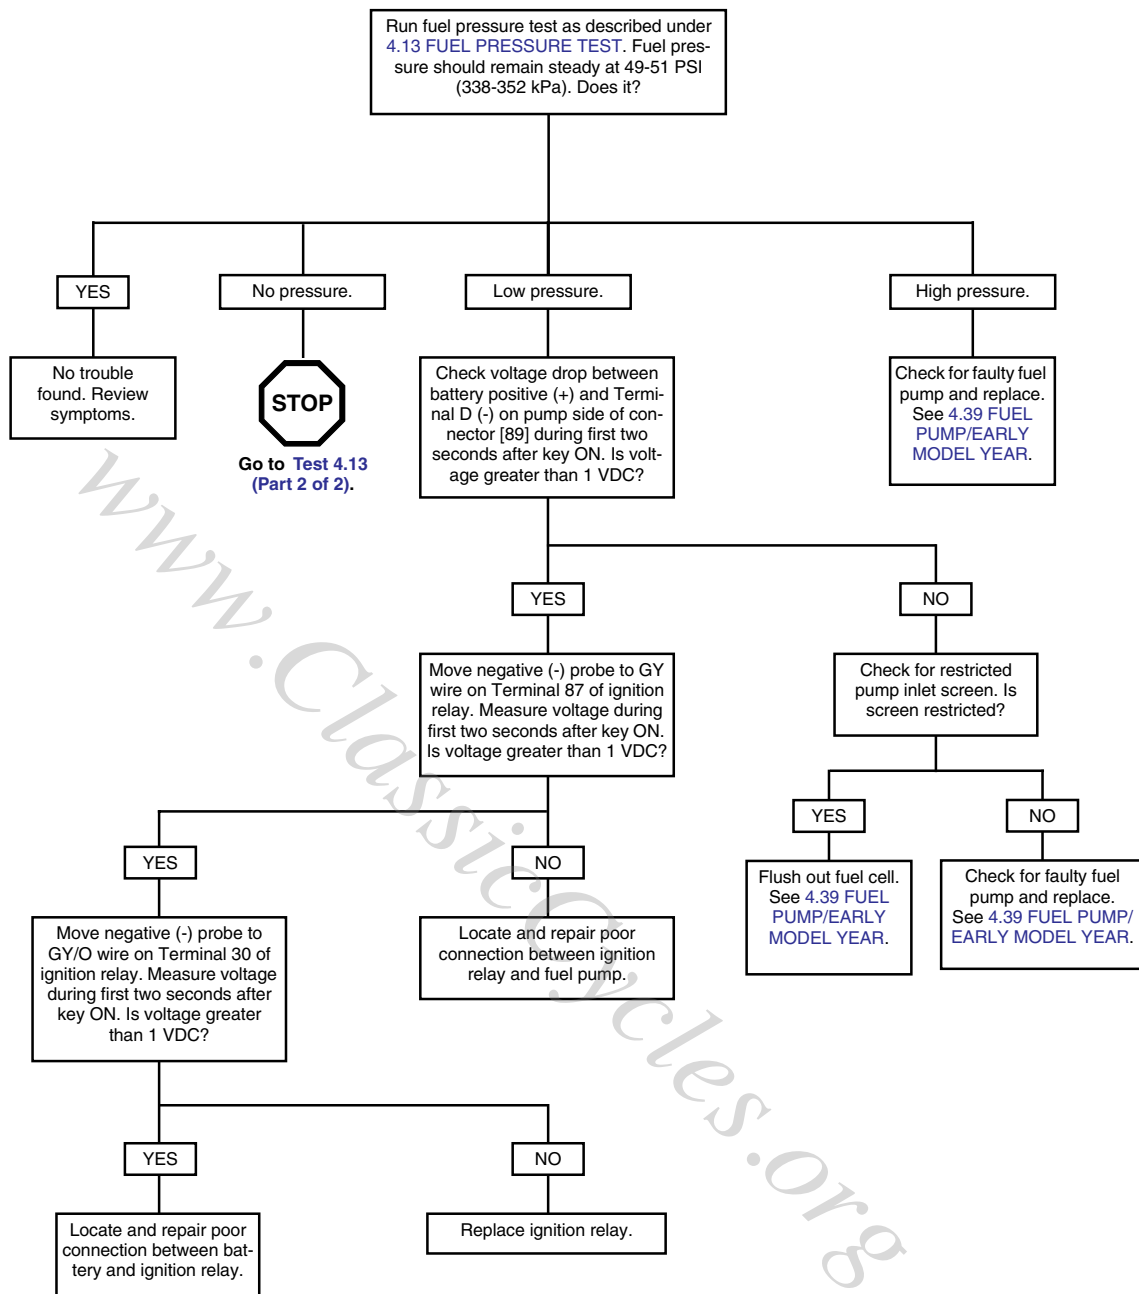 Run fuel pressure test as described under
4.13 FUEL PRESSURE TEST. Fuel pres-
sure should remain steady at 49-51 PSI
(338-352 kPa). Does it?
YES
No pressure.
Low pressure.
High pressure.
No trouble
found. Review
symptoms.
STOP
Go to Test 4.13
(Part 2 of 2).
Check voltage drop between
battery positive (+) and Termi-
nal D (-) on pump side of con-
nector [89] during first two
seconds after key ON. Is volt-
age greater than 1 VDC?
Check for faulty fuel
pump and replace.
See 4.39 FUEL
PUMP/EARLY
MODEL YEAR.
YES
NO
Move negative (-) probe to GY
wire on Terminal 87 of ignition
relay. Measure voltage during
first two seconds after key ON.
Is voltage greater than 1 VDC?
Check for restricted
pump inlet screen. Is
screen restricted?
YES
NO
YES
NO
Move negative (-) probe to
GY/O wire on Terminal 30 of
ignition relay. Measure voltage
during first two seconds after
key ON. Is voltage greater
than 1 VDC?
Locate and repair poor
connection between ignition
relay and fuel pump.
Flush out fuel cell.
See 4.39 FUEL
PUMP/EARLY
MODEL YEAR.
Check for faulty fuel
pump and replace.
See 4.39 FUEL PUMP/
EARLY MODEL YEAR.
YES
NO
Locate and repair poor
connection between bat-
tery and ignition relay.
Replace ignition relay.
www.ClassicCycles.org